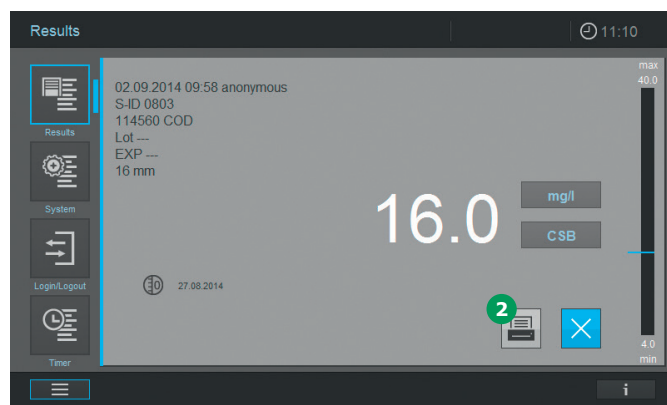 Results
11:10
Results
System
Login/Logout
Timer
02.09.2014 09:58 anonymous
S-ID 0803
114560 COD
Lot ---
EXP ---
16 mm
16.0
mg/l
CSB
27.08.2014
2
max
40.0
4.0
min
i